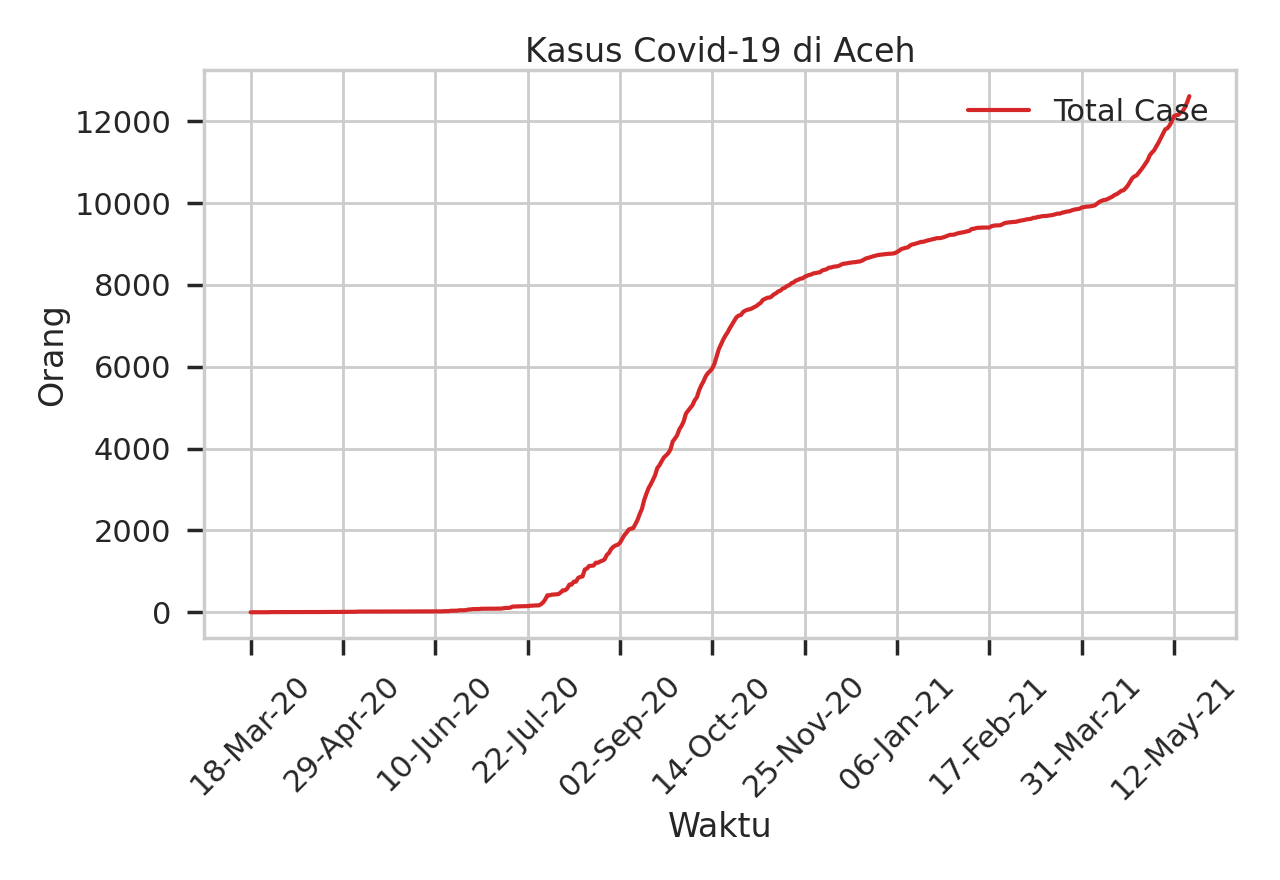 Kasus Covid-19 di Aceh
Total Case
12000
10000
8000
6000
4000
2000
0
Orang
18-Mar-20
29-Apr-20
10-Jun-20
22-Jul-20
02-Sep-20
14-Oct-20
25-Nov-20
06-Jan-21
17-Feb-21
31-Mar-21
12-May-21
Waktu